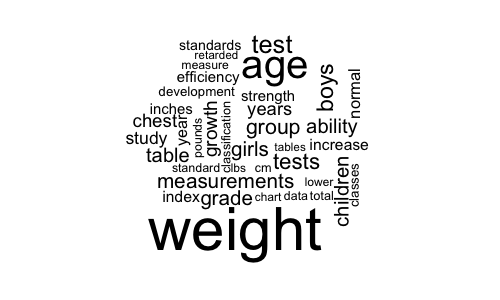 standards test
retarded
measure age
efficiency
boys
normal
development strength
inches years
chest
year
pounds
growth
classification
group ability
study
girls tables increase
table tests
standard clbs cm
children
classes
measurements lower
index grade chart data total
weight